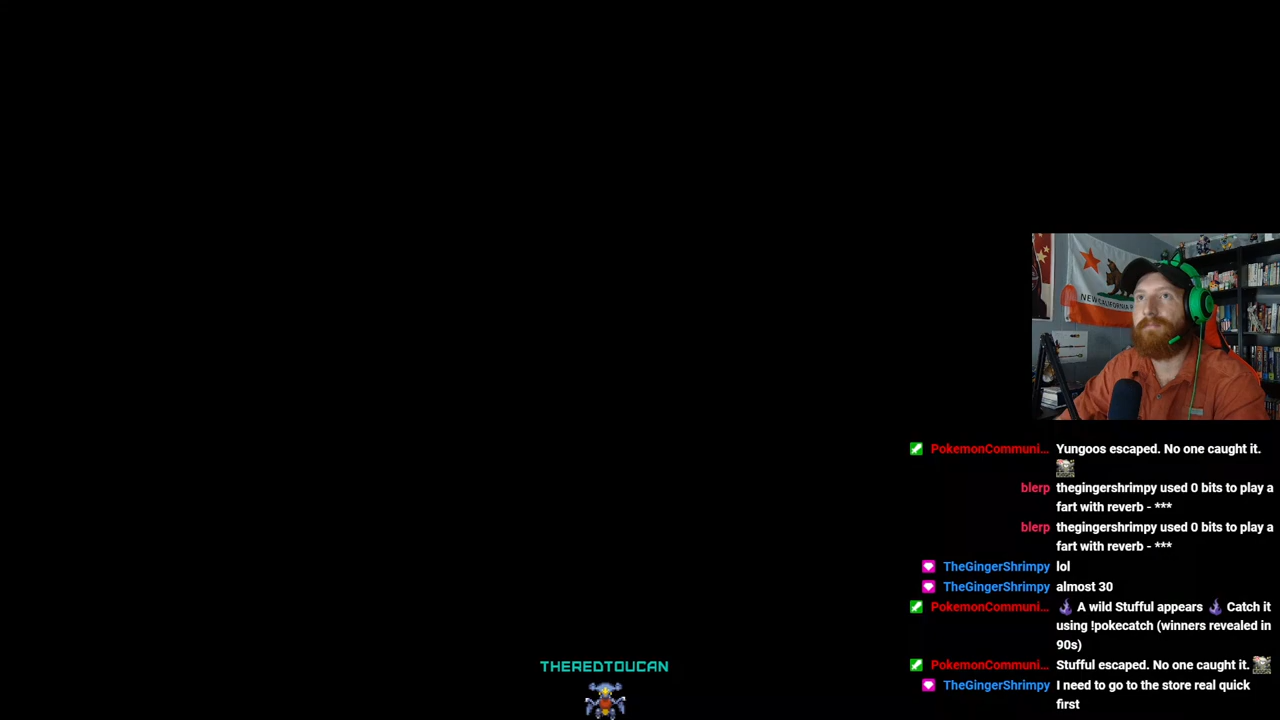 NEW CALIFORNIA R
PokemonCommuni... Yungoos escaped. No one caught it.
blerp thegingershrimpy used 0 bits to play a
fart with reverb - ***
blerp thegingershrimpy used 0 bits to play a
fart with reverb - ***
TheGingerShrimpy lol
TheGingerShrimpy almost 30
PokemonCommuni... A wild Stufful appears Catch it
using !pokecatch (winners revealed in
90s)
PokemonCommuni... Stufful escaped. No one caught it.
TheGingerShrimpy I need to go to the store real quick
first
THEREDTOUCAN